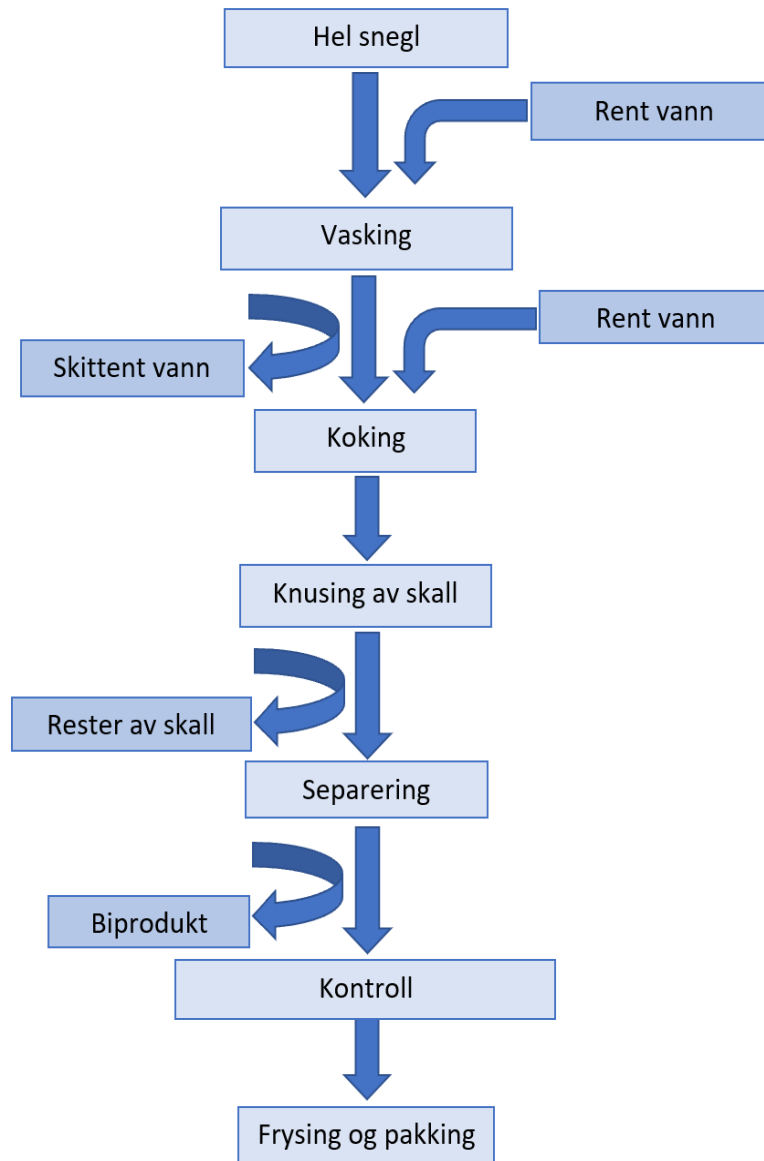 Hel snegl
Rent vann
Vasking
Rent vann
Skittent vann
Koking
Knusing av skall
Rester av skall
Separering
Biprodukt
Kontroll
Frysing og pakking